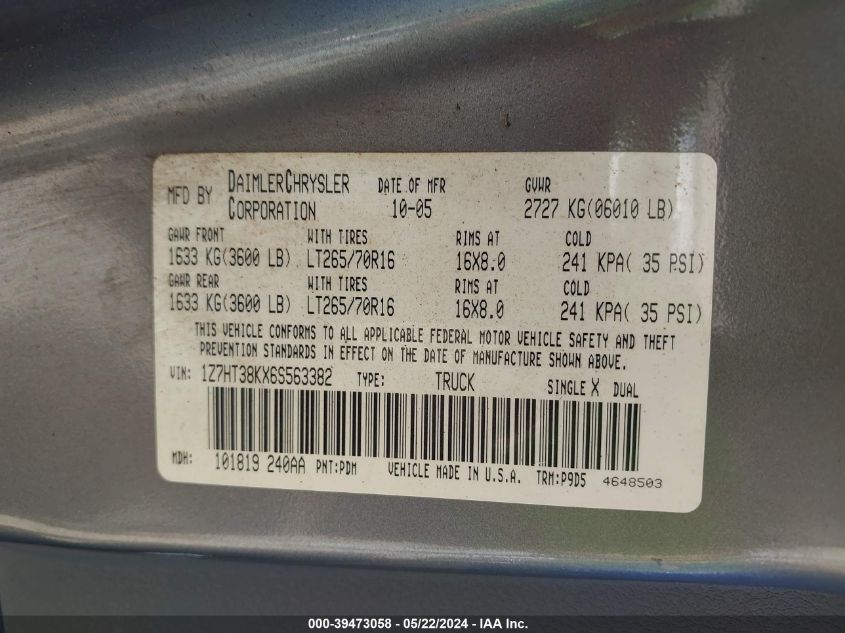 MFD BY DAIMLERCHRYSLER CORPORATION DATE OF MFR 10-05 GVWR 2727 KG(06010 LB)
GAWR FRONT WITH TIRES RIMS AT COLD
1633 KG(3600 LB) LT265/70R16 16X8.0 241 KPA( 35 PSI)
GAWR REAR WITH TIRES RIMS AT COLD
1633 KG(3600 LB) LT265/70R16 16X8.0 241 KPA( 35 PSI)
THIS VEHICLE CONFORMS TO ALL APPLICABLE FEDERAL MOTOR VEHICLE SAFETY AND THEFT
PREVENTION STANDARDS IN EFFECT ON THE DATE OF MANUFACTURE SHOWN ABOVE.
VIN: 1Z7HT38KX6S563382 TYPE: TRUCK SINGLE X DUAL
MDH: 101819 240AA PNT:PDM VEHICLE MADE IN U.S.A. TRM:P9D5 4648503
000-39473058 - 05/22/2024 - IAA Inc.